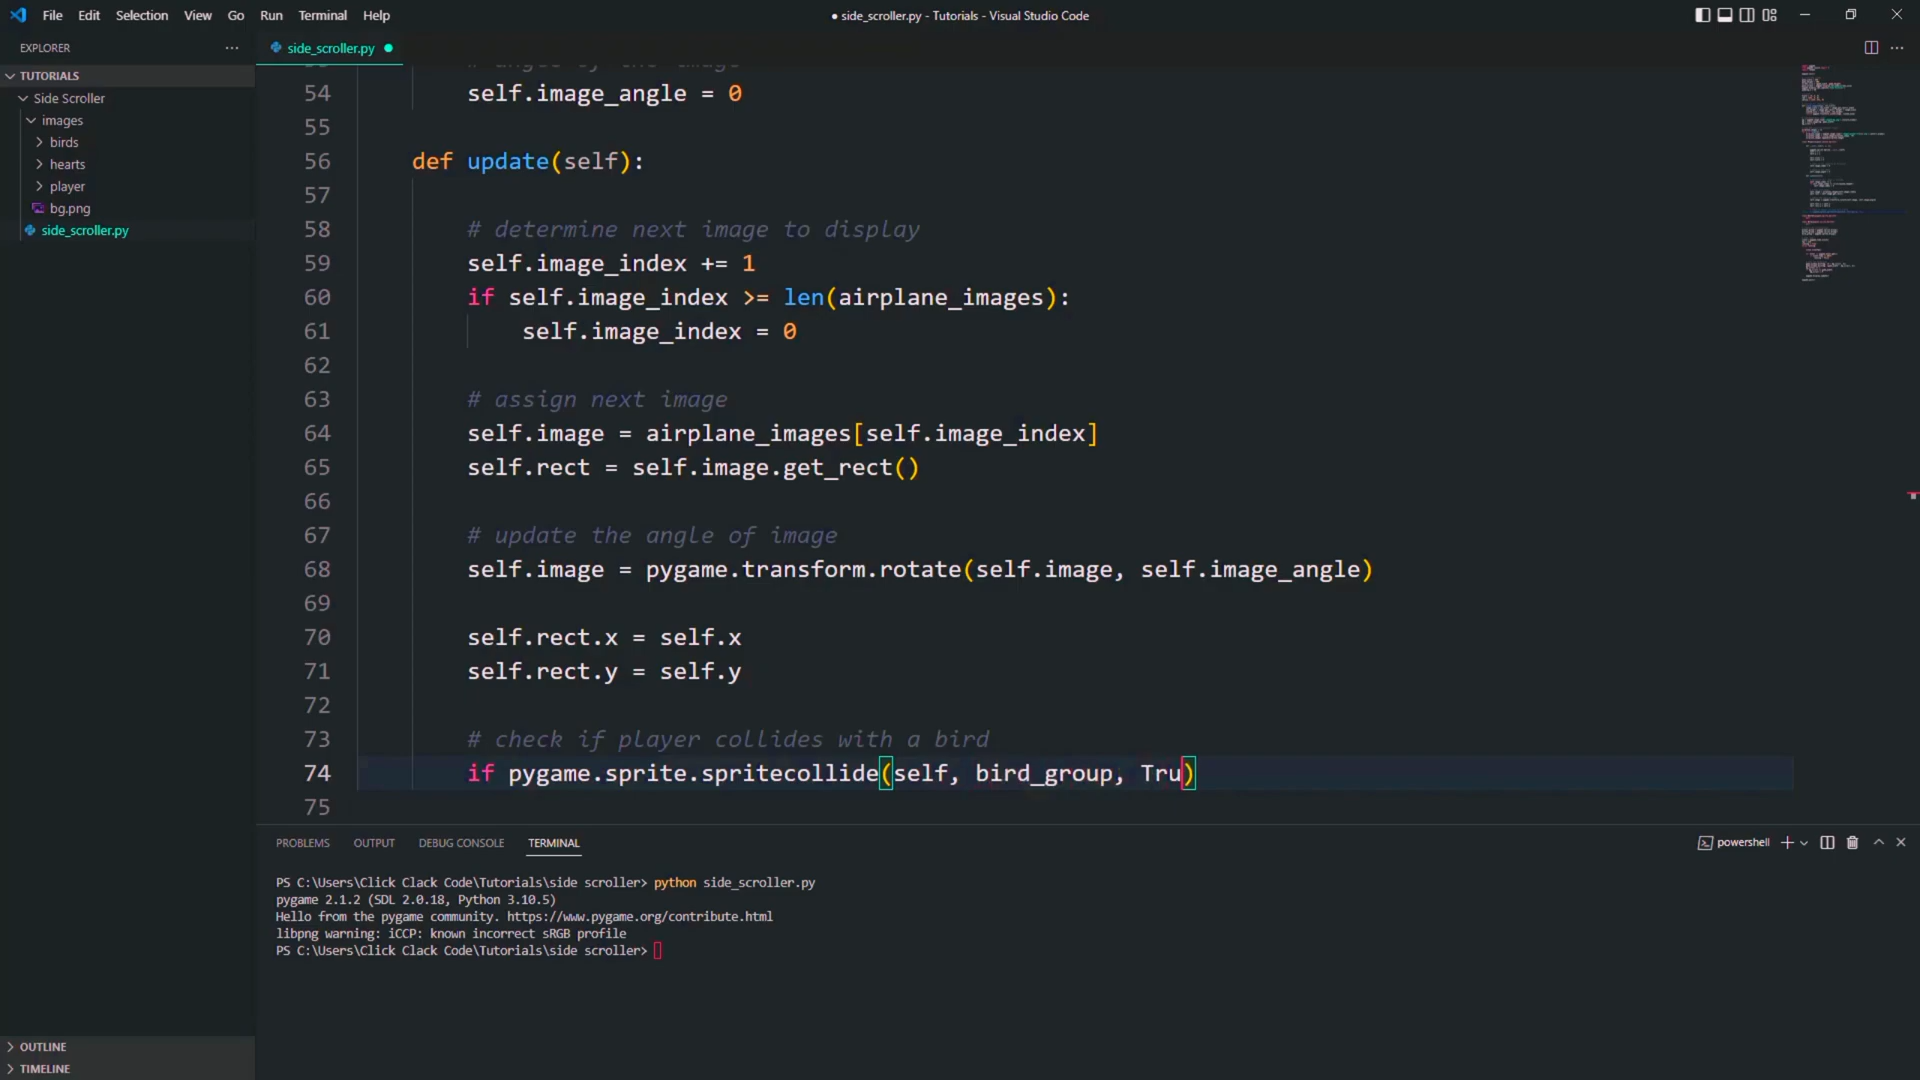 File Edit Selection View Go Run Terminal Help
● side_scroller.py - Tutorials - Visual Studio Code
EXPLORER
side_scroller.py
TUTORIALS
Side Scroller
images
birds
hearts
player
bg.png
side_scroller.py
54 self.image_angle = 0
55
56 def update(self):
57
58 # determine next image to display
59 self.image_index += 1
60 if self.image_index >= len(airplane_images):
61 self.image_index = 0
62
63 # assign next image
64 self.image = airplane_images[self.image_index]
65 self.rect = self.image.get_rect()
66
67 # update the angle of image
68 self.image = pygame.transform.rotate(self.image, self.image_angle)
69
70 self.rect.x = self.x
71 self.rect.y = self.y
72
73 # check if player collides with a bird
74 if pygame.sprite.spritecollide(self, bird_group, Tru)
75
PROBLEMS OUTPUT DEBUG CONSOLE TERMINAL
powershell
PS C:\Users\Click Clack Code\Tutorials\side scroller> python side_scroller.py
pygame 2.1.2 (SDL 2.0.18, Python 3.10.5)
Hello from the pygame community. https://www.pygame.org/contribute.html
libpng warning: iCCP: known incorrect sRGB profile
PS C:\Users\Click Clack Code\Tutorials\side scroller>
OUTLINE
TIMELINE